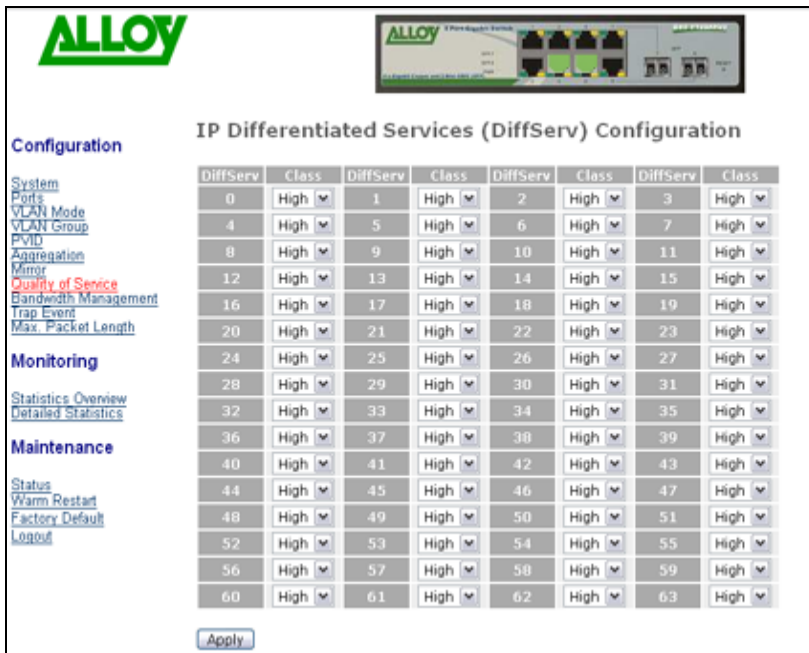 ALLOY
ALLOY
IP Differentiated Services (DiffServ) Configuration
Configuration
System
Ports
VLAN Mode
VLAN Group
PVID
Aggregation
Mirror
Quality of Service
Bandwidth Management
Trap Event
Max. Packet Length
Monitoring
Statistics Overview
Detailed Statistics
Maintenance
Status
Warm Restart
Factory Default
Logout
DiffServ Class DiffServ Class DiffServ Class DiffServ Class
0 High 1 High 2 High 3 High
4 High 5 High 6 High 7 High
8 High 9 High 10 High 11 High
12 High 13 High 14 High 15 High
16 High 17 High 18 High 19 High
20 High 21 High 22 High 23 High
24 High 25 High 26 High 27 High
28 High 29 High 30 High 31 High
32 High 33 High 34 High 35 High
36 High 37 High 38 High 39 High
40 High 41 High 42 High 43 High
44 High 45 High 46 High 47 High
48 High 49 High 50 High 51 High
52 High 53 High 54 High 55 High
56 High 57 High 58 High 59 High
60 High 61 High 62 High 63 High
Apply